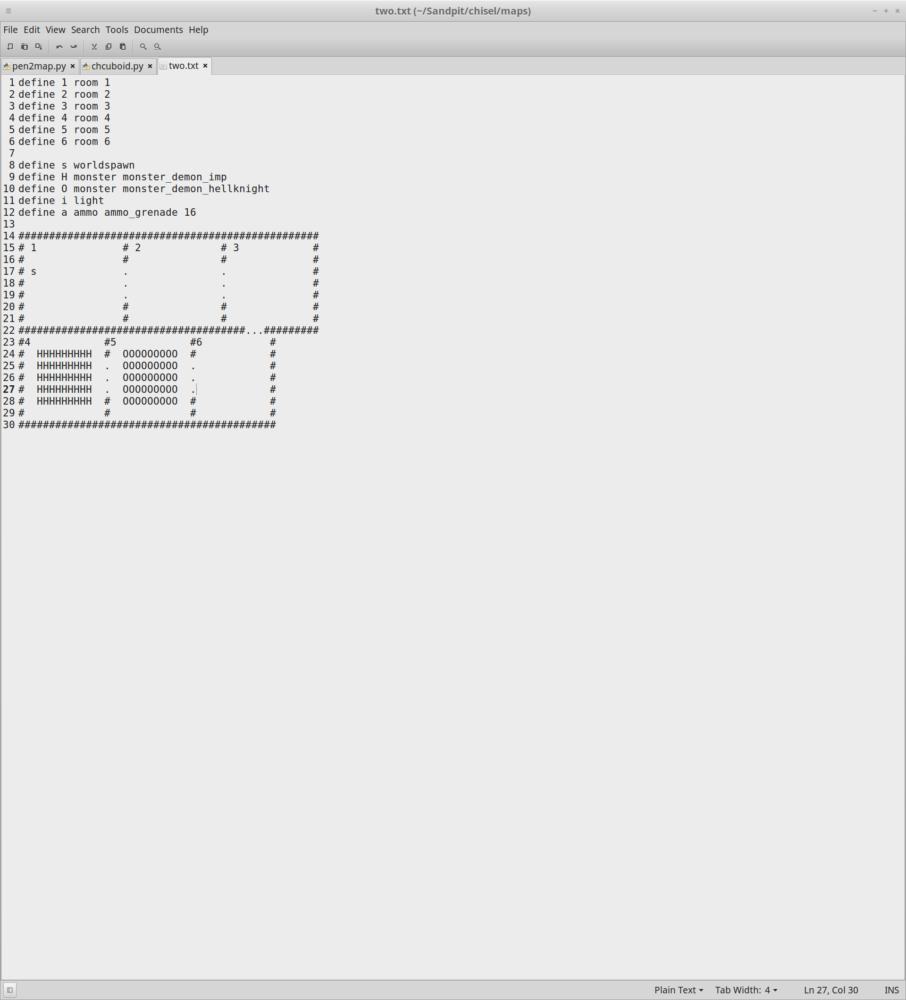 two.txt (~/Sandpit/chisel/maps)
File Edit View Search Tools Documents Help
pen2map.py chcuboid.py two.txt
1 define 1 room 1
2 define 2 room 2
3 define 3 room 3
4 define 4 room 4
5 define 5 room 5
6 define 6 room 6
7
8 define s worldspawn
9 define H monster monster_demon_imp
10 define O monster monster_demon_hellknight
11 define i light
12 define a ammo ammo_grenade 16
13
14 #################################################
15 # 1              # 2             # 3            #
16 #                #               #              #
17 # s              .               .              #
18 #                .               .              #
19 #                .               .              #
20 #                #               #              #
21 #                #               #              #
22 #####################################...#########
23 #4            #5            #6           #
24 #  HHHHHHHHH  #  OOOOOOOOO  #            #
25 #  HHHHHHHHH  .  OOOOOOOOO  .            #
26 #  HHHHHHHHH  .  OOOOOOOOO  .            #
27 #  HHHHHHHHH  .  OOOOOOOOO  .            #
28 #  HHHHHHHHH  #  OOOOOOOOO  #            #
29 #             #             #            #
30 ##########################################
Plain Text Tab Width: 4 Ln 27, Col 30 INS